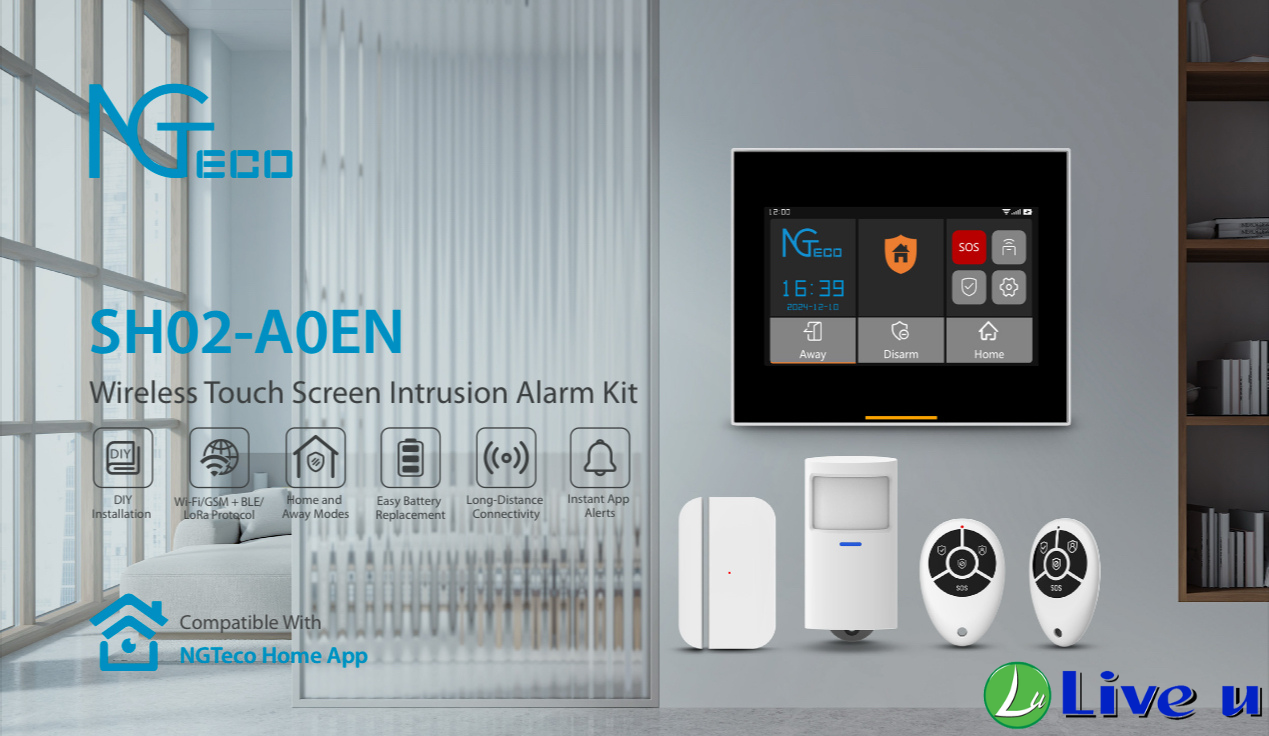 NGTECO
SH02-A0EN
Wireless Touch Screen Intrusion Alarm Kit
DIY
DIY
Installation
Wi-Fi/GSM + BLE/
LoRa Protocol
Home and
Away Modes
Easy Battery
Replacement
Long-Distance
Connectivity
Instant App
Alerts
Compatible With
NGTeco Home App
12:00
NGTECO
16:39
2024-12-10
SOS
Away
Disarm
Home
SOS
SOS
Lu
Live u